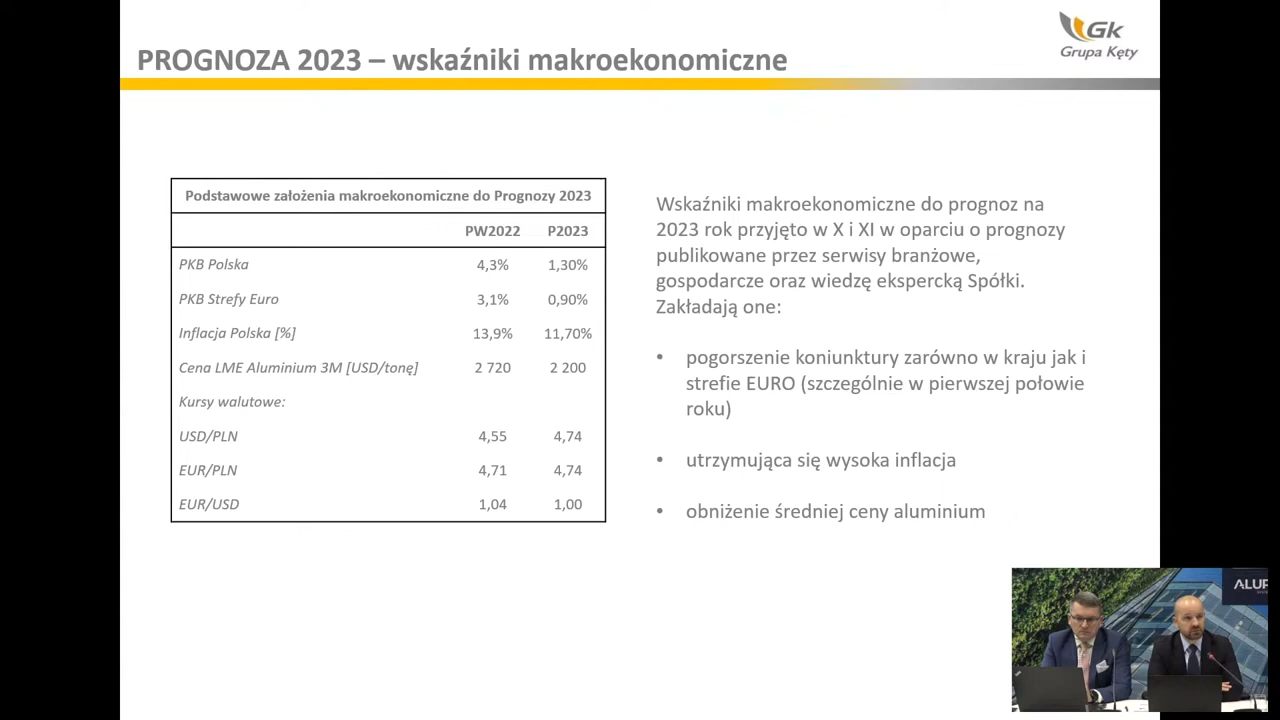 PROGNOZA 2023 – wskaźniki makroekonomiczne
Gk
Grupa Kęty
Podstawowe założenia makroekonomiczne do Prognozy 2023
PW2022 P2023
PKB Polska 4,3% 1,30%
PKB Strefy Euro 3,1% 0,90%
Inflacja Polska [%] 13,9% 11,70%
Cena LME Aluminium 3M [USD/tonę] 2 720 2 200
Kursy walutowe:
USD/PLN 4,55 4,74
EUR/PLN 4,71 4,74
EUR/USD 1,04 1,00
Wskaźniki makroekonomiczne do prognoz na
2023 rok przyjęto w X i XI w oparciu o prognozy
publikowane przez serwisy branżowe,
gospodarcze oraz wiedzę ekspercką Spółki.
Zakładają one:
• pogorszenie koniunktury zarówno w kraju jak i
strefie EURO (szczególnie w pierwszej połowie
roku)
• utrzymująca się wysoka inflacja
• obniżenie średniej ceny aluminium
ALUP